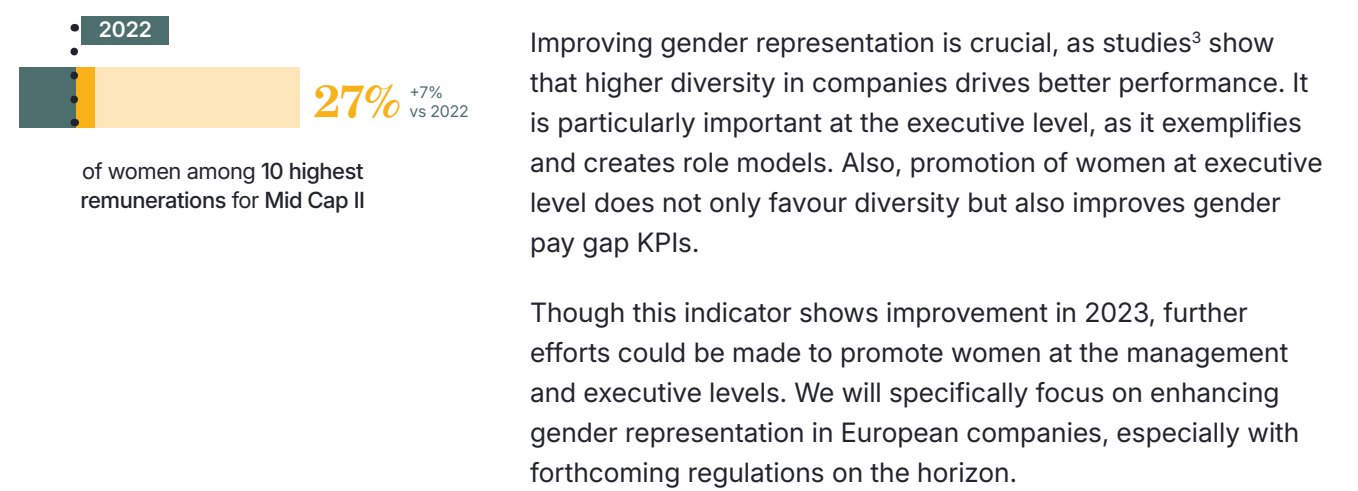 2022
27%
+7%
vs 2022
of women among 10 highest
remunerations for Mid Cap II
Improving gender representation is crucial, as studies³ show
that higher diversity in companies drives better performance. It
is particularly important at the executive level, as it exemplifies
and creates role models. Also, promotion of women at executive
level does not only favour diversity but also improves gender
pay gap KPIs.
Though this indicator shows improvement in 2023, further
efforts could be made to promote women at the management
and executive levels. We will specifically focus on enhancing
gender representation in European companies, especially with
forthcoming regulations on the horizon.